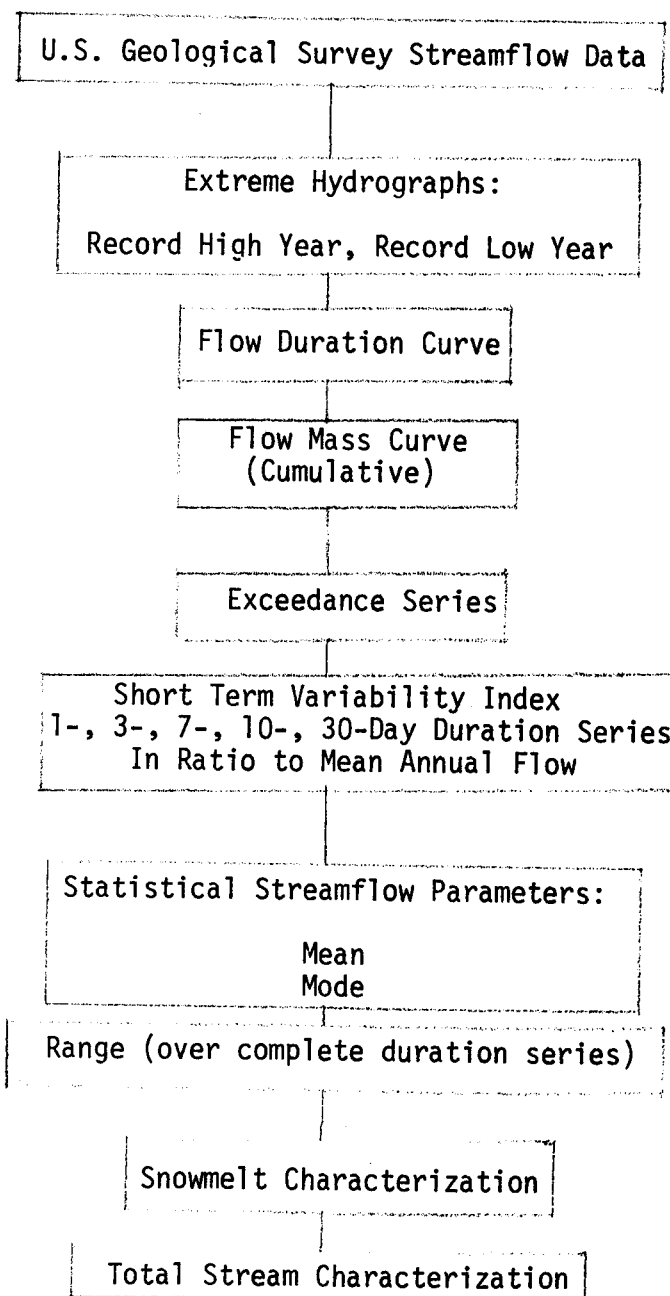 U.S. Geological Survey Streamflow Data
Extreme Hydrographs:
Record High Year, Record Low Year
Flow Duration Curve
Flow Mass Curve
(Cumulative)
Exceedance Series
Short Term Variability Index
1-, 3-, 7-, 10-, 30-Day Duration Series
In Ratio to Mean Annual Flow
Statistical Streamflow Parameters:
Mean
Mode
Range (over complete duration series)
Snowmelt Characterization
Total Stream Characterization